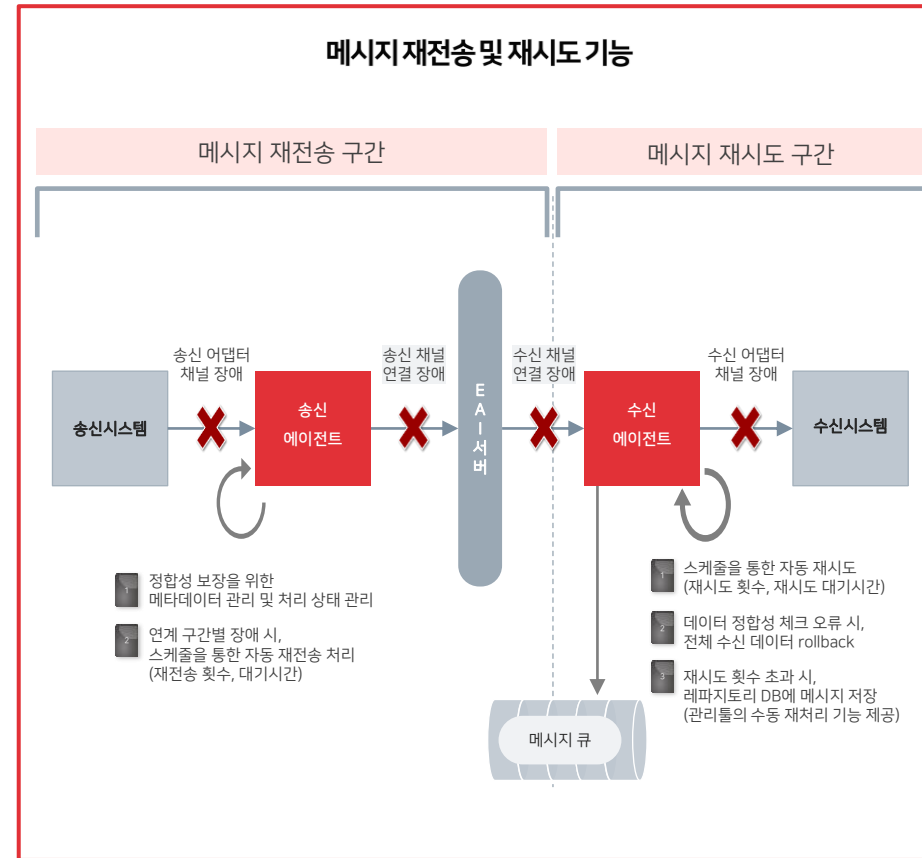 메시지 재전송 및 재시도 기능
메시지 재전송 구간
메시지 재시도 구간
송신 어댑터
채널 장애
송신 채널
연결 장애
수신 채널
연결 장애
수신 어댑터
채널 장애
송신시스템
송신
에이전트
E
A
I
서
버
수신
에이전트
수신시스템
1
정합성 보장을 위한
메타데이터 관리 및 처리 상태 관리
2
연계 구간별 장애 시,
스케줄을 통한 자동 재전송 처리
(재전송 횟수, 대기시간)
1
스케줄을 통한 자동 재시도
(재시도 횟수, 재시도 대기시간)
2
데이터 정합성 체크 오류 시,
전체 수신 데이터 rollback
3
재시도 횟수 초과 시,
레파지토리 DB에 메시지 저장
(관리툴의 수동 재처리 기능 제공)
메시지 큐